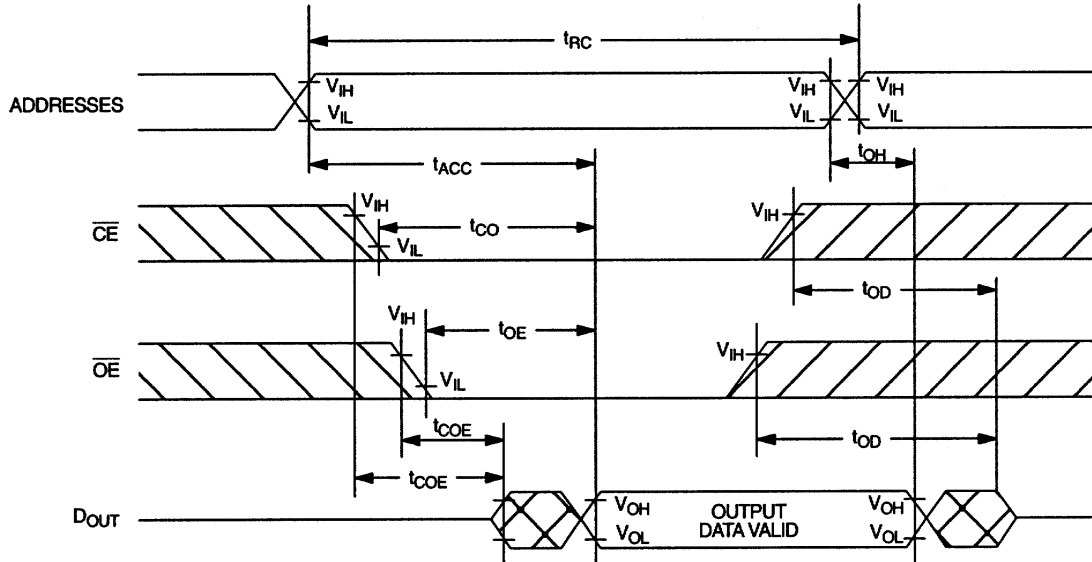 tRC
ADDRESSES
VIH
VIL
VIH
VIL
VIH
VIL
tACC
tOH
CE
VIH
VIL
tCO
VIH
tOD
OE
VIH
VIL
tOE
VIH
tCOE
tOD
tCOE
DOUT
VOH
VOL
OUTPUT
DATA VALID
VOH
VOL